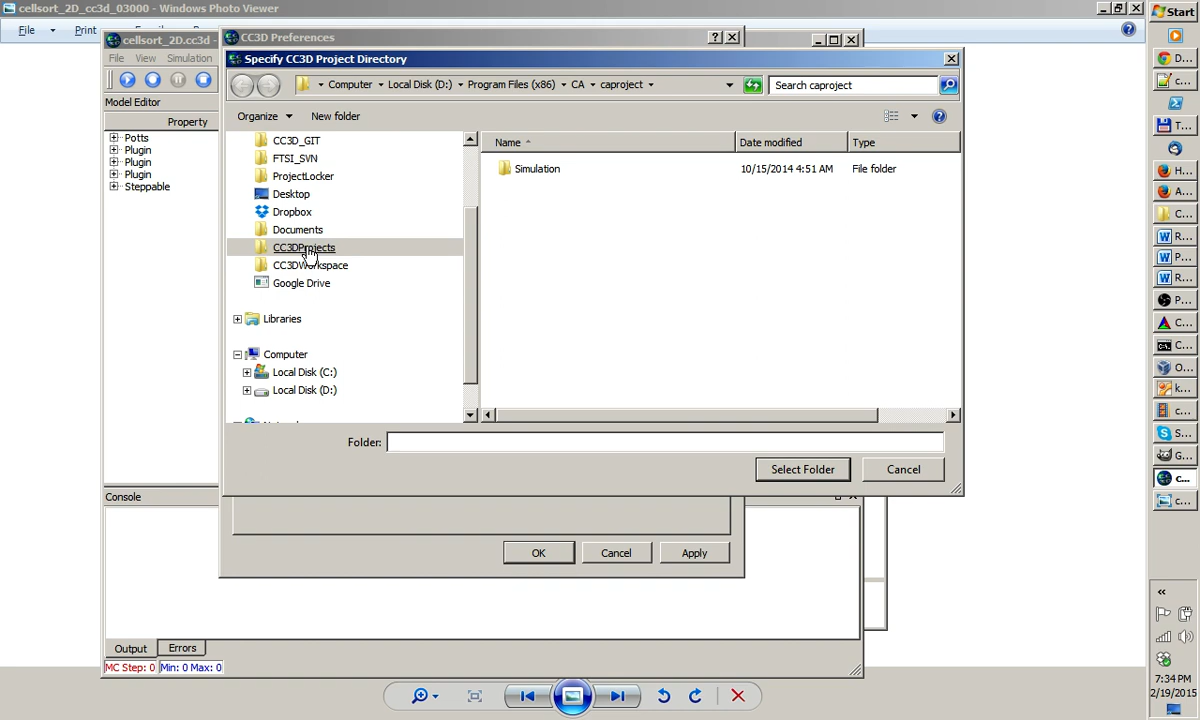 cellsort_2D_cc3d_03000 - Windows Photo Viewer
Start
File Print
cellsort_2D.cc3d -
CC3D Preferences
File View Simulation
Specify CC3D Project Directory
Computer Local Disk (D:) Program Files (x86) CA caproject
Search caproject
Model Editor
Organize New folder
Property
Potts
Plugin
Plugin
Plugin
Steppable
CC3D_GIT
FTSI_SVN
ProjectLocker
Desktop
Dropbox
Documents
CC3DProjects
CC3DWorkspace
Google Drive
Libraries
Computer
Local Disk (C:)
Local Disk (D:)
Name Date modified Type
Simulation 10/15/2014 4:51 AM File folder
Folder:
Select Folder Cancel
Console
OK Cancel Apply
Output Errors
MC Step: 0 Min: 0 Max: 0
D...
c...
T...
H...
A...
C...
R...
P...
R...
P...
C...
C...
O...
k...
c...
S...
G...
c...
c...
7:34 PM
2/19/2015